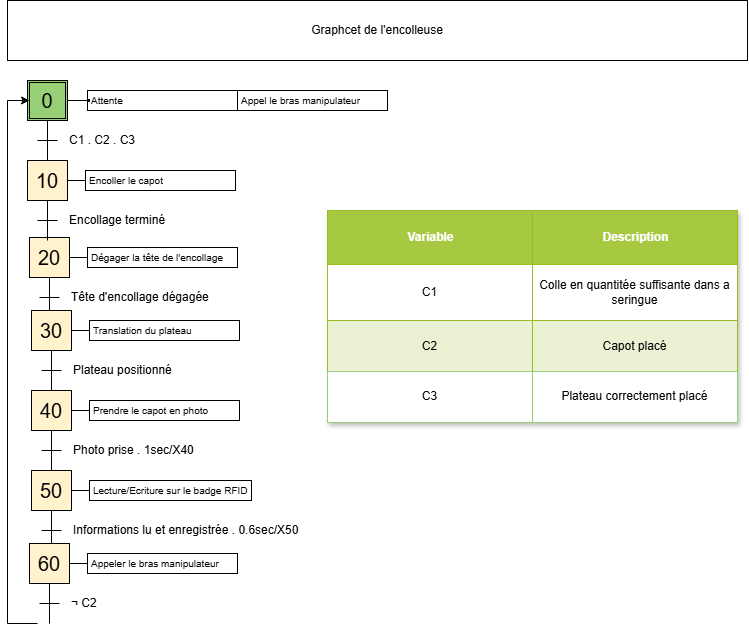 Graphcet de l'encolleuse
0
Attente
Appel le bras manipulateur
C1 . C2 . C3
10
Encoller le capot
Encollage terminé
20
Dégager la tête de l'encollage
Tête d'encollage dégagée
30
Translation du plateau
Plateau positionné
40
Prendre le capot en photo
Photo prise . 1sec/X40
50
Lecture/Ecriture sur le badge RFID
Informations lu et enregistrée . 0.6sec/X50
60
Appeler le bras manipulateur
¬ C2
Variable
Description
C1
Colle en quantitée suffisante dans a
seringue
C2
Capot placé
C3
Plateau correctement placé